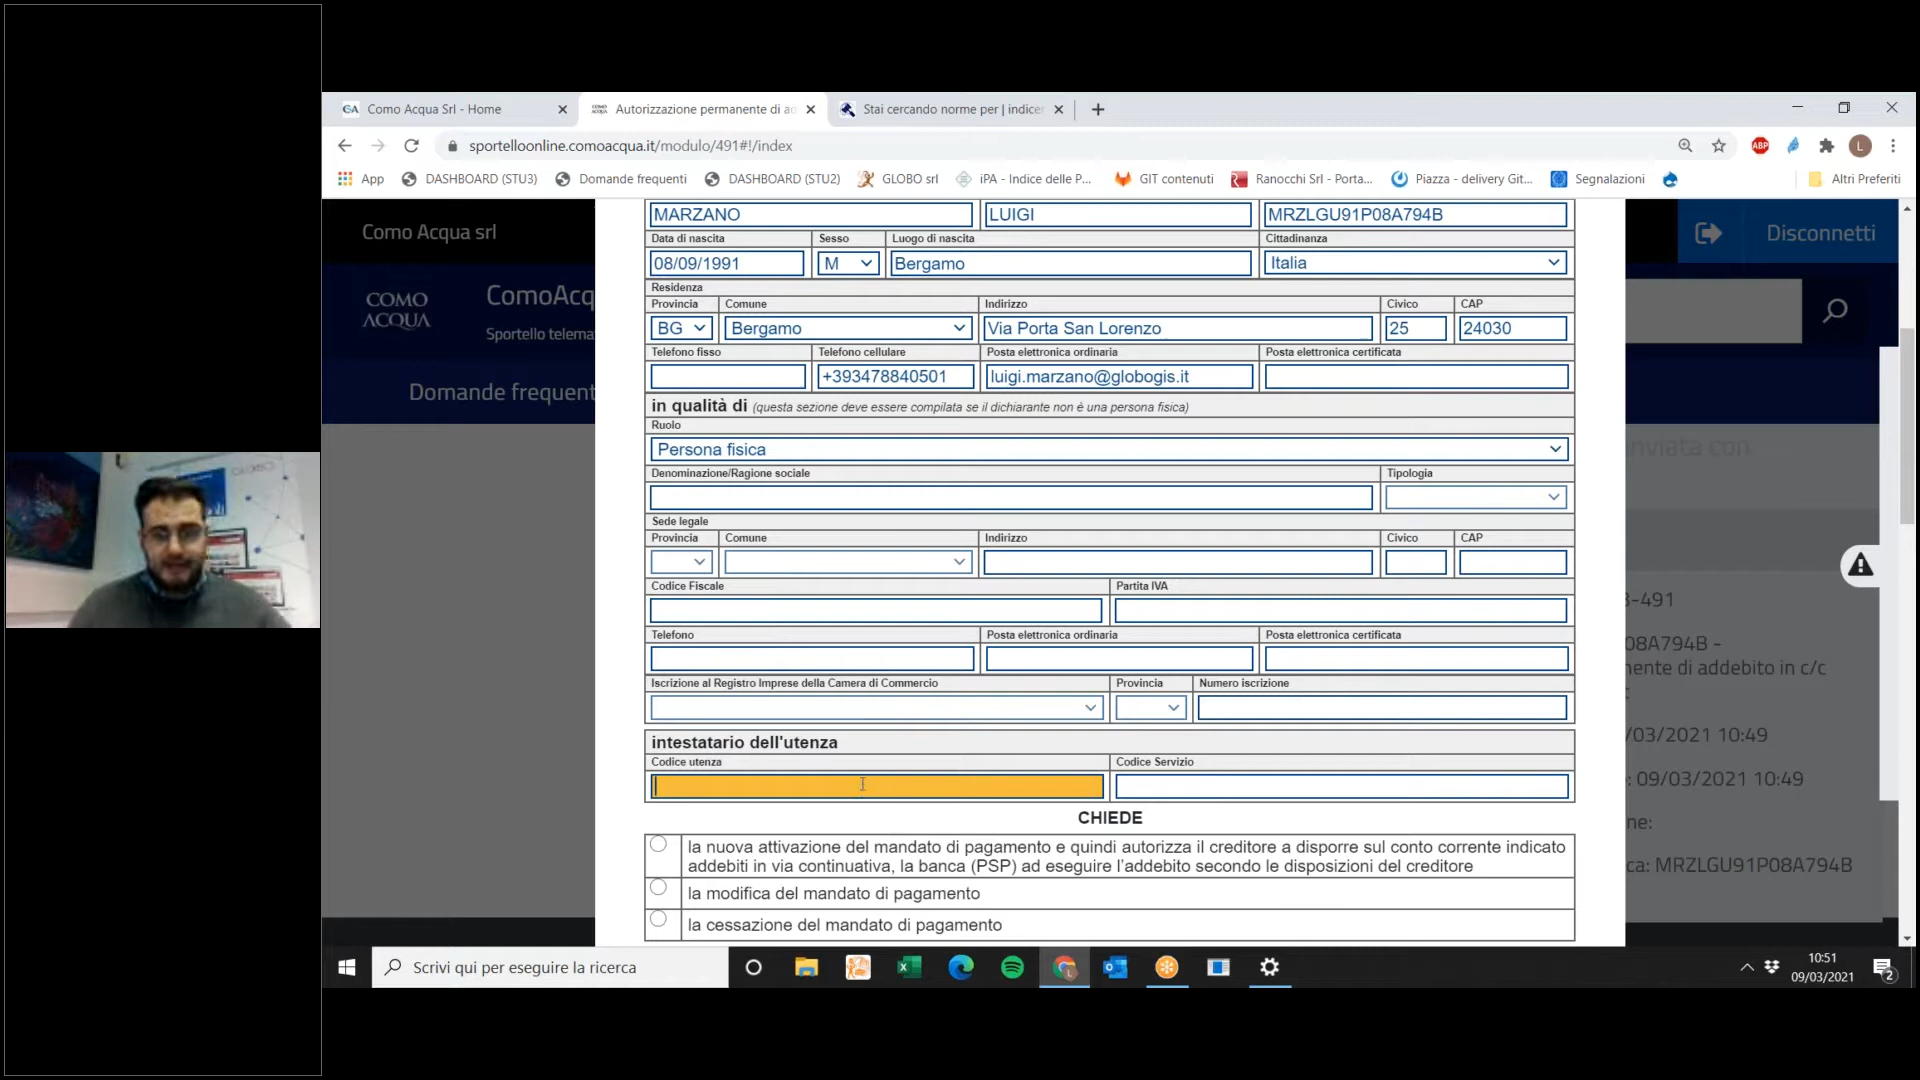 Como Acqua Srl - Home
Autorizzazione permanente di ad
Stai cercando norme per | indicen
sportelloonline.comoacqua.it/modulo/491#!/index
ABP
L
App
DASHBOARD (STU3)
Domande frequenti
DASHBOARD (STU2)
GLOBO srl
iPA - Indice delle P...
GIT contenuti
Ranocchi Srl - Porta...
Piazza - delivery Git...
Segnalazioni
Altri Preferiti
Como Acqua srl
Disconnetti
COMO
ACQUA
ComoAcq
Sportello telema
Domande frequent
MARZANO
LUIGI
MRZLGU91P08A794B
Data di nascita
Sesso
Luogo di nascita
Cittadinanza
08/09/1991
M
Bergamo
Italia
Residenza
Provincia
Comune
Indirizzo
Civico
CAP
BG
Bergamo
Via Porta San Lorenzo
25
24030
Telefono fisso
Telefono cellulare
Posta elettronica ordinaria
Posta elettronica certificata
+393478840501
luigi.marzano@globogis.it
in qualità di (questa sezione deve essere compilata se il dichiarante non è una persona fisica)
Ruolo
Persona fisica
Denominazione/Ragione sociale
Tipologia
Sede legale
Provincia
Comune
Indirizzo
Civico
CAP
Codice Fiscale
Partita IVA
Telefono
Posta elettronica ordinaria
Posta elettronica certificata
Iscrizione al Registro Imprese della Camera di Commercio
Provincia
Numero iscrizione
intestatario dell'utenza
Codice utenza
Codice Servizio
CHIEDE
la nuova attivazione del mandato di pagamento e quindi autorizza il creditore a disporre sul conto corrente indicato
addebiti in via continuativa, la banca (PSP) ad eseguire l'addebito secondo le disposizioni del creditore
la modifica del mandato di pagamento
la cessazione del mandato di pagamento
inviata con
-491
08A794B -
nente di addebito in c/c
/03/2021 10:49
: 09/03/2021 10:49
ne:
ca: MRZLGU91P08A794B
Scrivi qui per eseguire la ricerca
10:51
09/03/2021
2